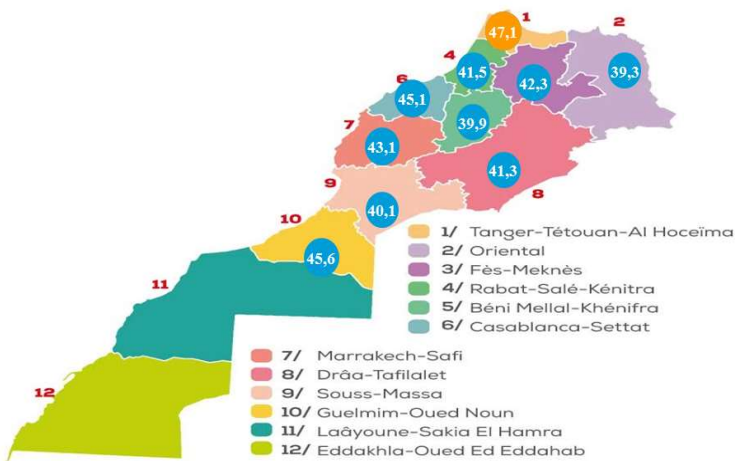 1
47,1
2
4
41,5
42,3
39,3
6
45,1
39,9
7
43,1
41,3
8
9
40,1
10
45,6
11
12
1/ Tanger-Tétouan-Al Hoceïma
2/ Oriental
3/ Fès-Meknès
4/ Rabat-Salé-Kénitra
5/ Béni Mellal-Khénifra
6/ Casablanca-Settat
7/ Marrakech-Safi
8/ Drâa-Tafilalet
9/ Souss-Massa
10/ Guelmim-Oued Noun
11/ Laâyoune-Sakia El Hamra
12/ Eddakhla-Oued Ed Eddahab